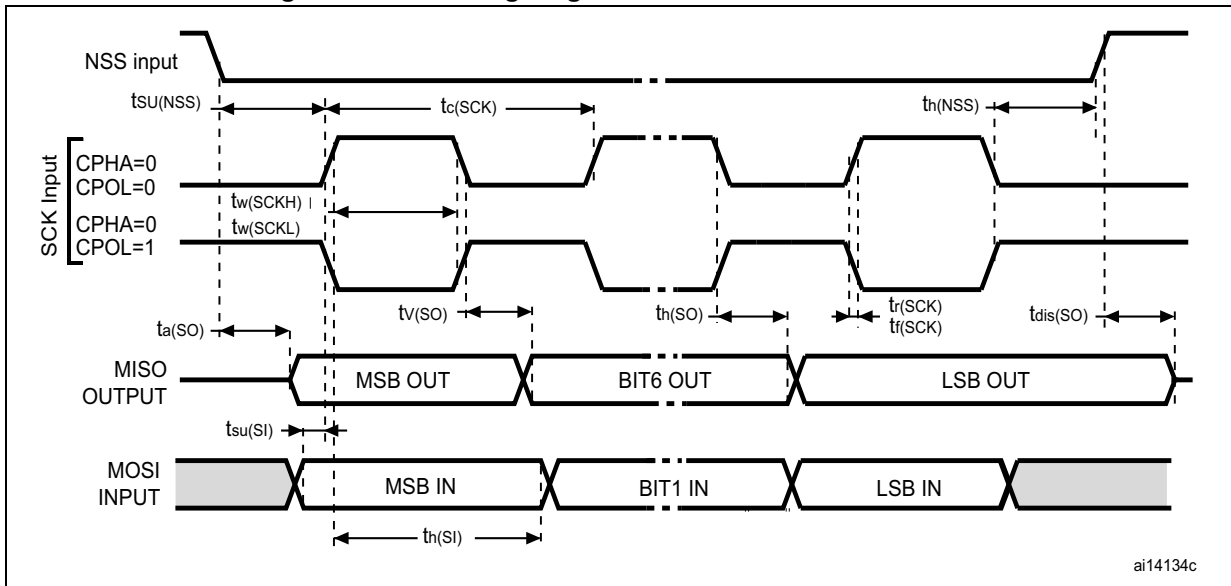 NSS input
tSU(NSS)
tc(SCK)
th(NSS)
SCK Input
CPHA=0
CPOL=0
tw(SCKH)
CPHA=0
tw(SCKL)
CPOL=1
tV(SO)
th(SO)
tr(SCK)
tf(SCK)
ta(SO)
tdis(SO)
MISO
OUTPUT
MSB OUT
BIT6 OUT
LSB OUT
tsu(SI)
MOSI
INPUT
MSB IN
BIT1 IN
LSB IN
th(SI)
ai14134c